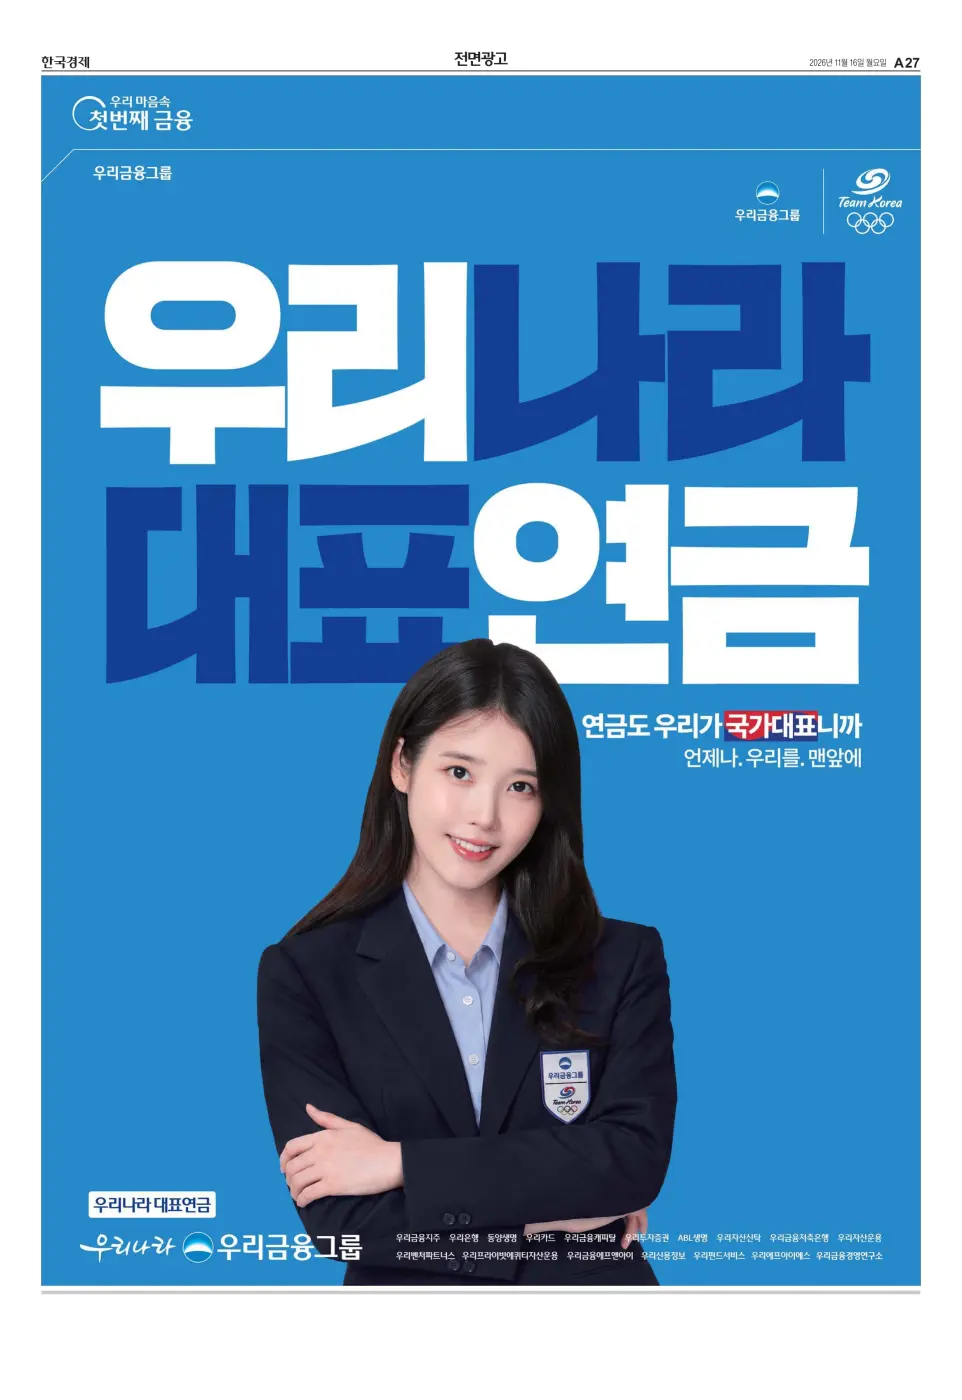 한국경제
전면광고
2026년 11월 16일 월요일 A27
우리 마음속
첫번째 금융
우리금융그룹
우리금융그룹
Team Korea
우리나라
대표연금
연금도 우리가 국가대표니까
언제나. 우리를. 맨앞에
우리금융그룹
Team Korea
우리나라 대표연금
우리나라 우리금융그룹
우리금융지주 우리은행 동양생명 우리카드 우리금융캐피탈 우리투자증권 ABL생명 우리자산신탁 우리금융저축은행 우리자산운용
우리벤처파트너스 우리프라이빗에퀴티자산운용 우리금융에프앤아이 우리신용정보 우리펀드서비스 우리에프아이에스 우리금융경영연구소